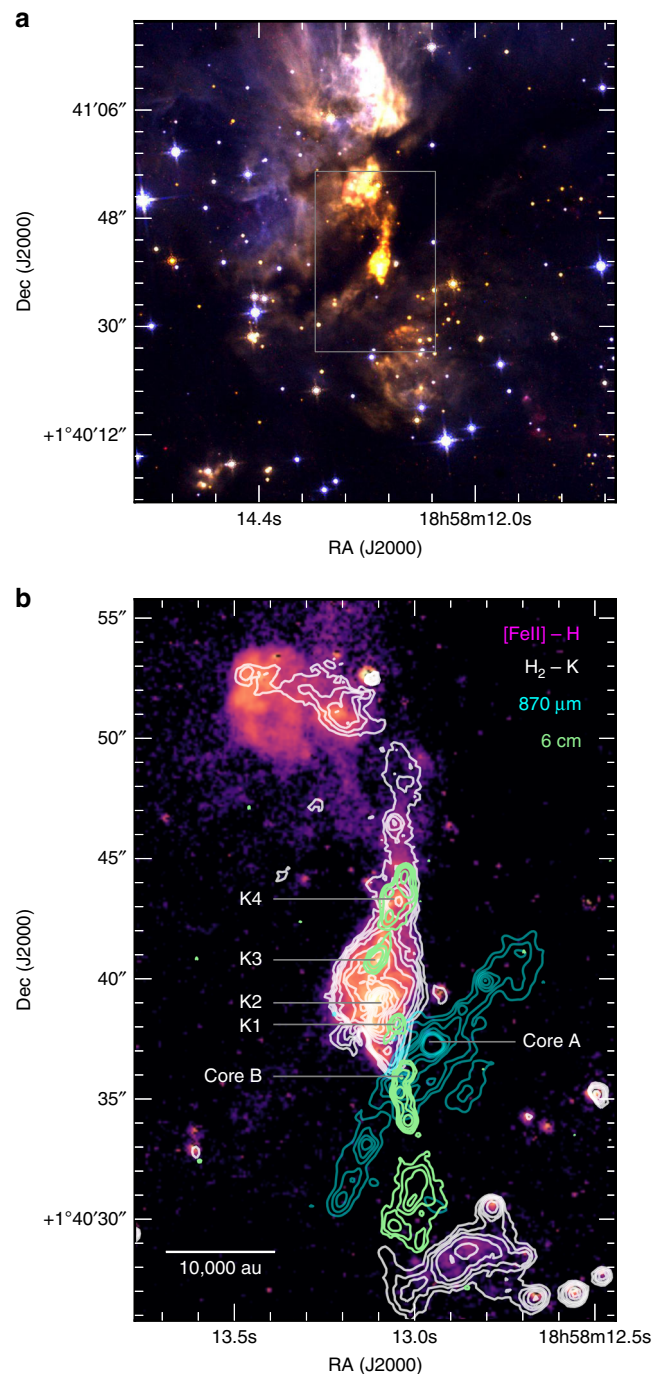 a
41′06″
48″
30″
+1°40′12″
Dec (J2000)
14.4s
18h58m12.0s
RA (J2000)
b
55″
50″
45″
40″
35″
+1°40′30″
Dec (J2000)
[FeII] – H
H₂ – K
870 μm
6 cm
K4
K3
K2
K1
Core A
Core B
10,000 au
13.5s
13.0s
18h58m12.5s
RA (J2000)